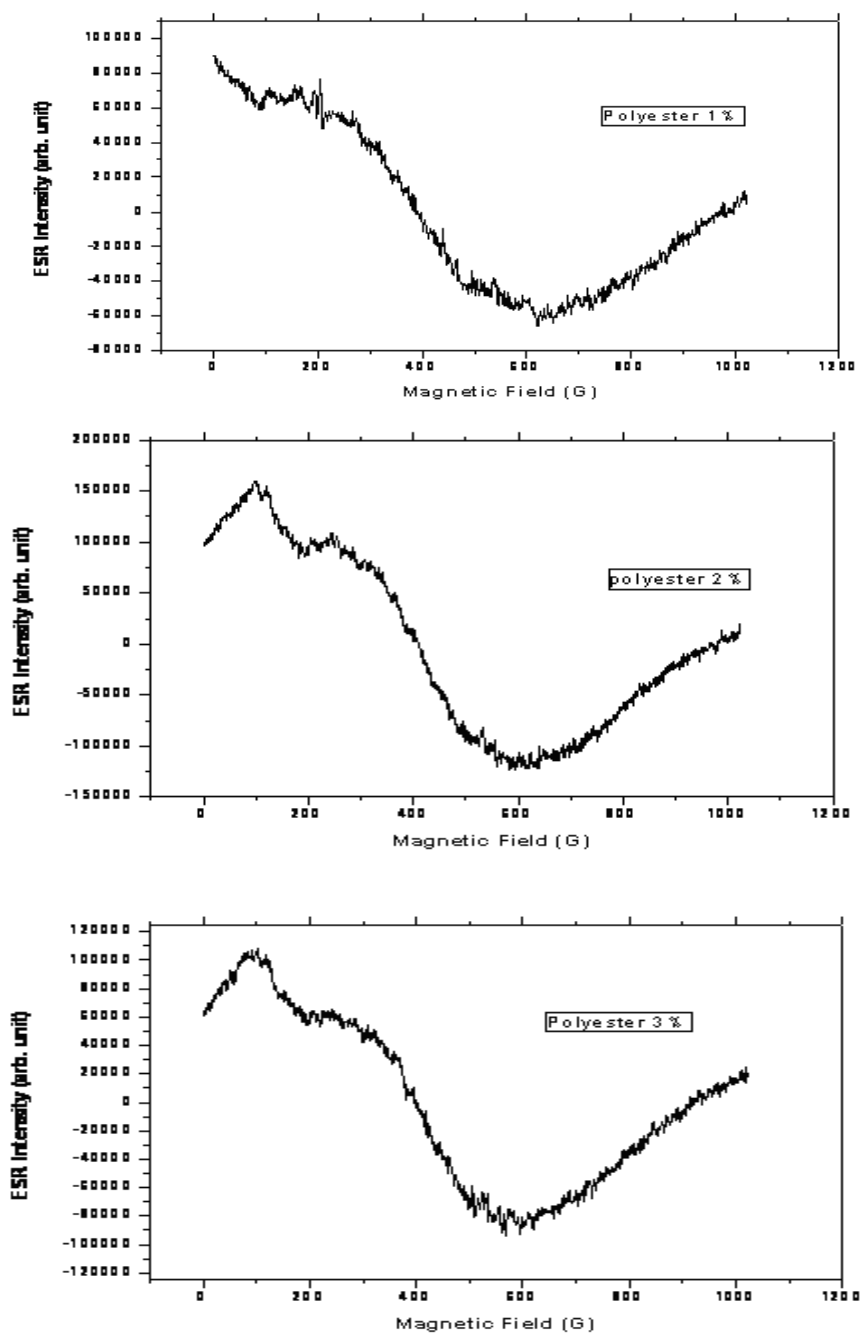 ESR Intensity (arb. unit)
100000
80000
60000
40000
20000
0
-20000
-40000
-60000
-80000
Polyester 1 %
0 200 400 600 800 1000 1200
Magnetic Field (G)
ESR Intensity (arb. unit)
200000
150000
100000
50000
0
-50000
-100000
-150000
polyester 2 %
0 200 400 600 800 1000 1200
Magnetic Field (G)
ESR Intensity (arb. unit)
120000
100000
80000
60000
40000
20000
0
-20000
-40000
-60000
-80000
-100000
-120000
Polyester 3 %
0 200 400 600 800 1000 1200
Magnetic Field (G)